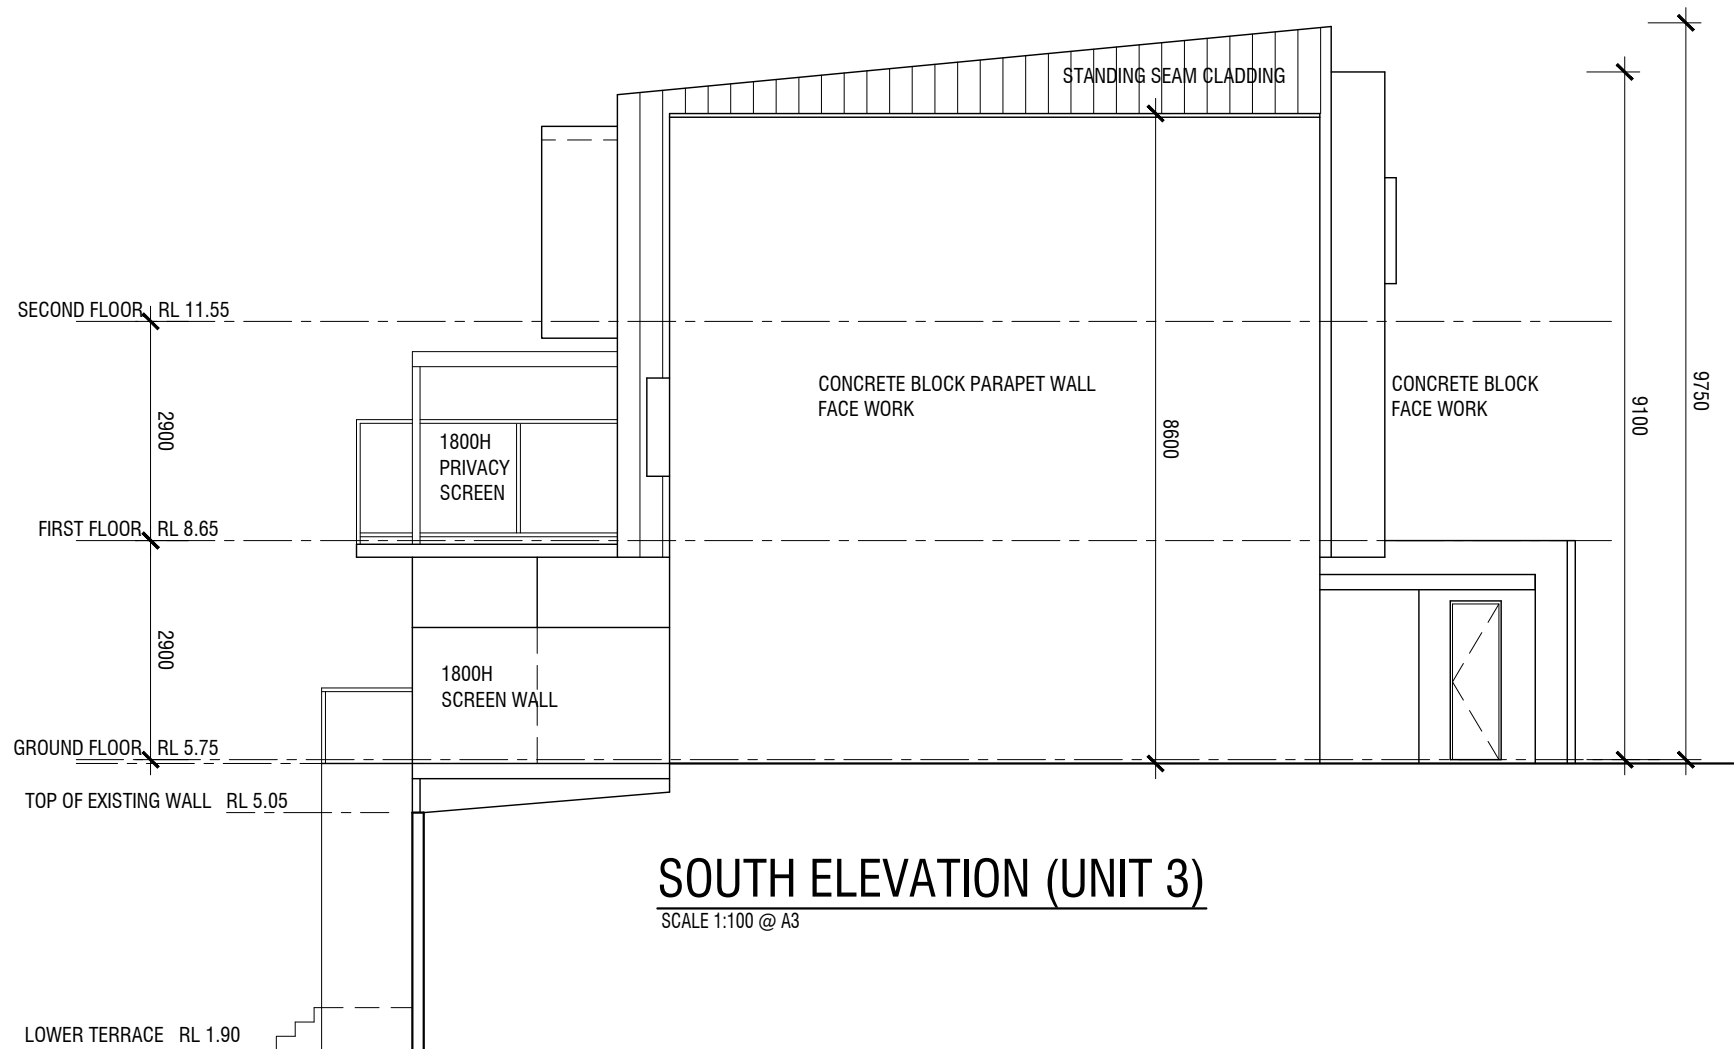 STANDING SEAM CLADDING
SECOND FLOOR RL 11.55
CONCRETE BLOCK PARAPET WALL
FACE WORK
CONCRETE BLOCK
FACE WORK
9750
9100
8600
2900
1800H
PRIVACY
SCREEN
FIRST FLOOR RL 8.65
2900
1800H
SCREEN WALL
GROUND FLOOR RL 5.75
TOP OF EXISTING WALL RL 5.05
SOUTH ELEVATION (UNIT 3)
SCALE 1:100 @ A3
LOWER TERRACE RL 1.90